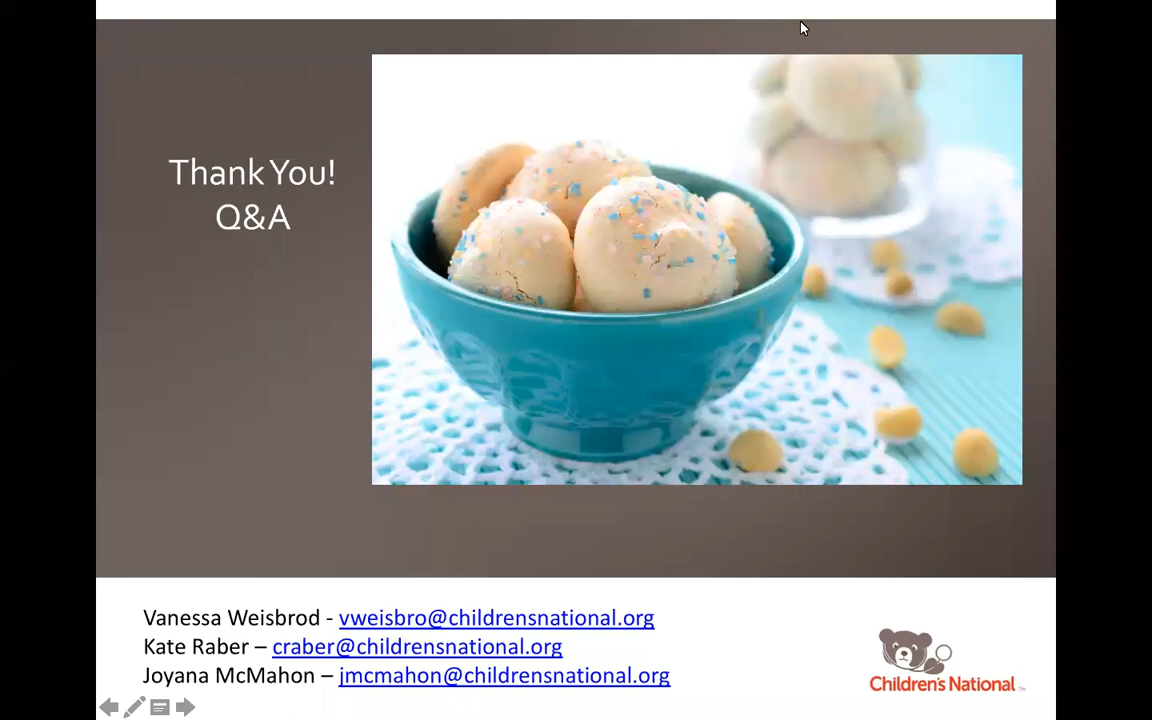 Thank You!
Q&A
Vanessa Weisbrod - vweisbro@childrensnational.org
Kate Raber – craber@childrensnational.org
Joyana McMahon – jmcmahon@childrensnational.org
Children's National ™